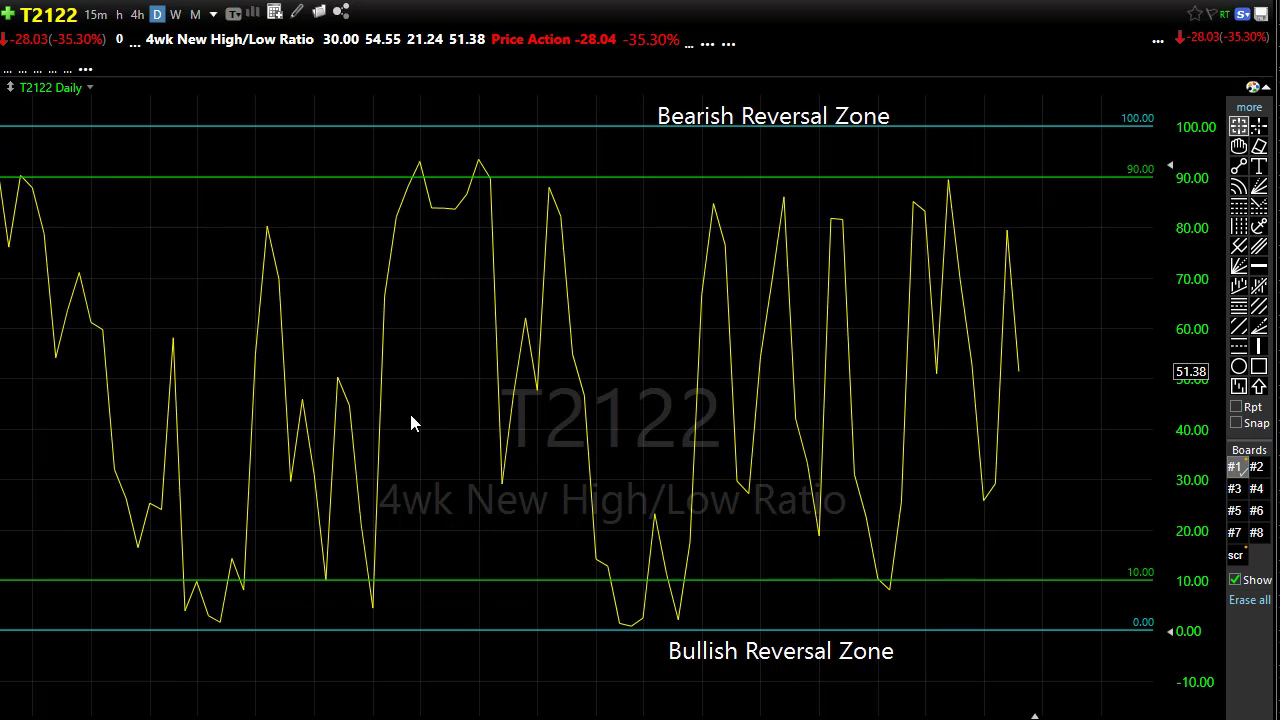 T2122 15m h 4h D W M
RT S
-28.03(-35.30%) 0 ... 4wk New High/Low Ratio 30.00 54.55 21.24 51.38 Price Action -28.04 -35.30% ... ... ... ... -28.03(-35.30%)
... ... ... ... ... ...
T2122 Daily
more
Bearish Reversal Zone
100.00 100.00
90.00 90.00
80.00
70.00
60.00
51.38
50.00
40.00
30.00
20.00
10.00 10.00
0.00 0.00
-10.00
T2122
4wk New High/Low Ratio
Bullish Reversal Zone
T
Rpt
Snap
Boards
#1 #2
#3 #4
#5 #6
#7 #8
scr
Show
Erase all